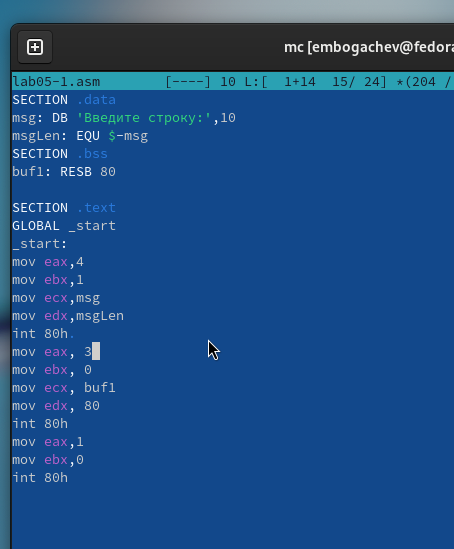 mc [embogachev@fedora
lab05-1.asm [----] 10 L:[ 1+14 15/ 24] *(204 /
SECTION .data
msg: DB 'Введите строку:',10
msgLen: EQU $-msg
SECTION .bss
buf1: RESB 80
SECTION .text
GLOBAL _start
_start:
mov eax,4
mov ebx,1
mov ecx,msg
mov edx,msgLen
int 80h.
mov eax, 3
mov ebx, 0
mov ecx, buf1
mov edx, 80
int 80h
mov eax,1
mov ebx,0
int 80h